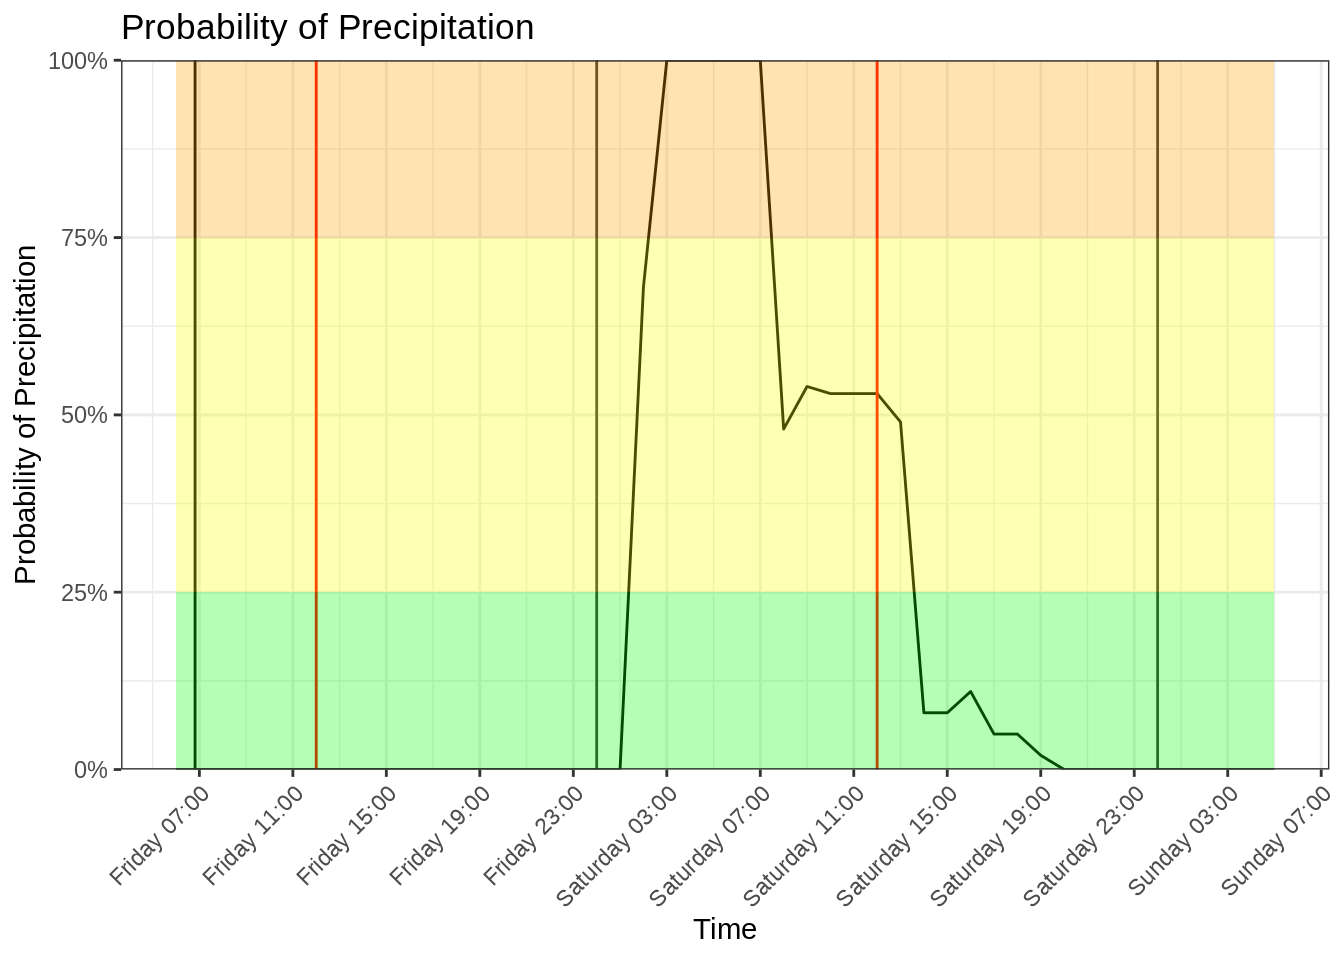 Probability of Precipitation
Probability of Precipitation
100%
75%
50%
25%
0%
Friday 07:00
Friday 11:00
Friday 15:00
Friday 19:00
Friday 23:00
Saturday 03:00
Saturday 07:00
Saturday 11:00
Saturday 15:00
Saturday 19:00
Saturday 23:00
Sunday 03:00
Sunday 07:00
Time